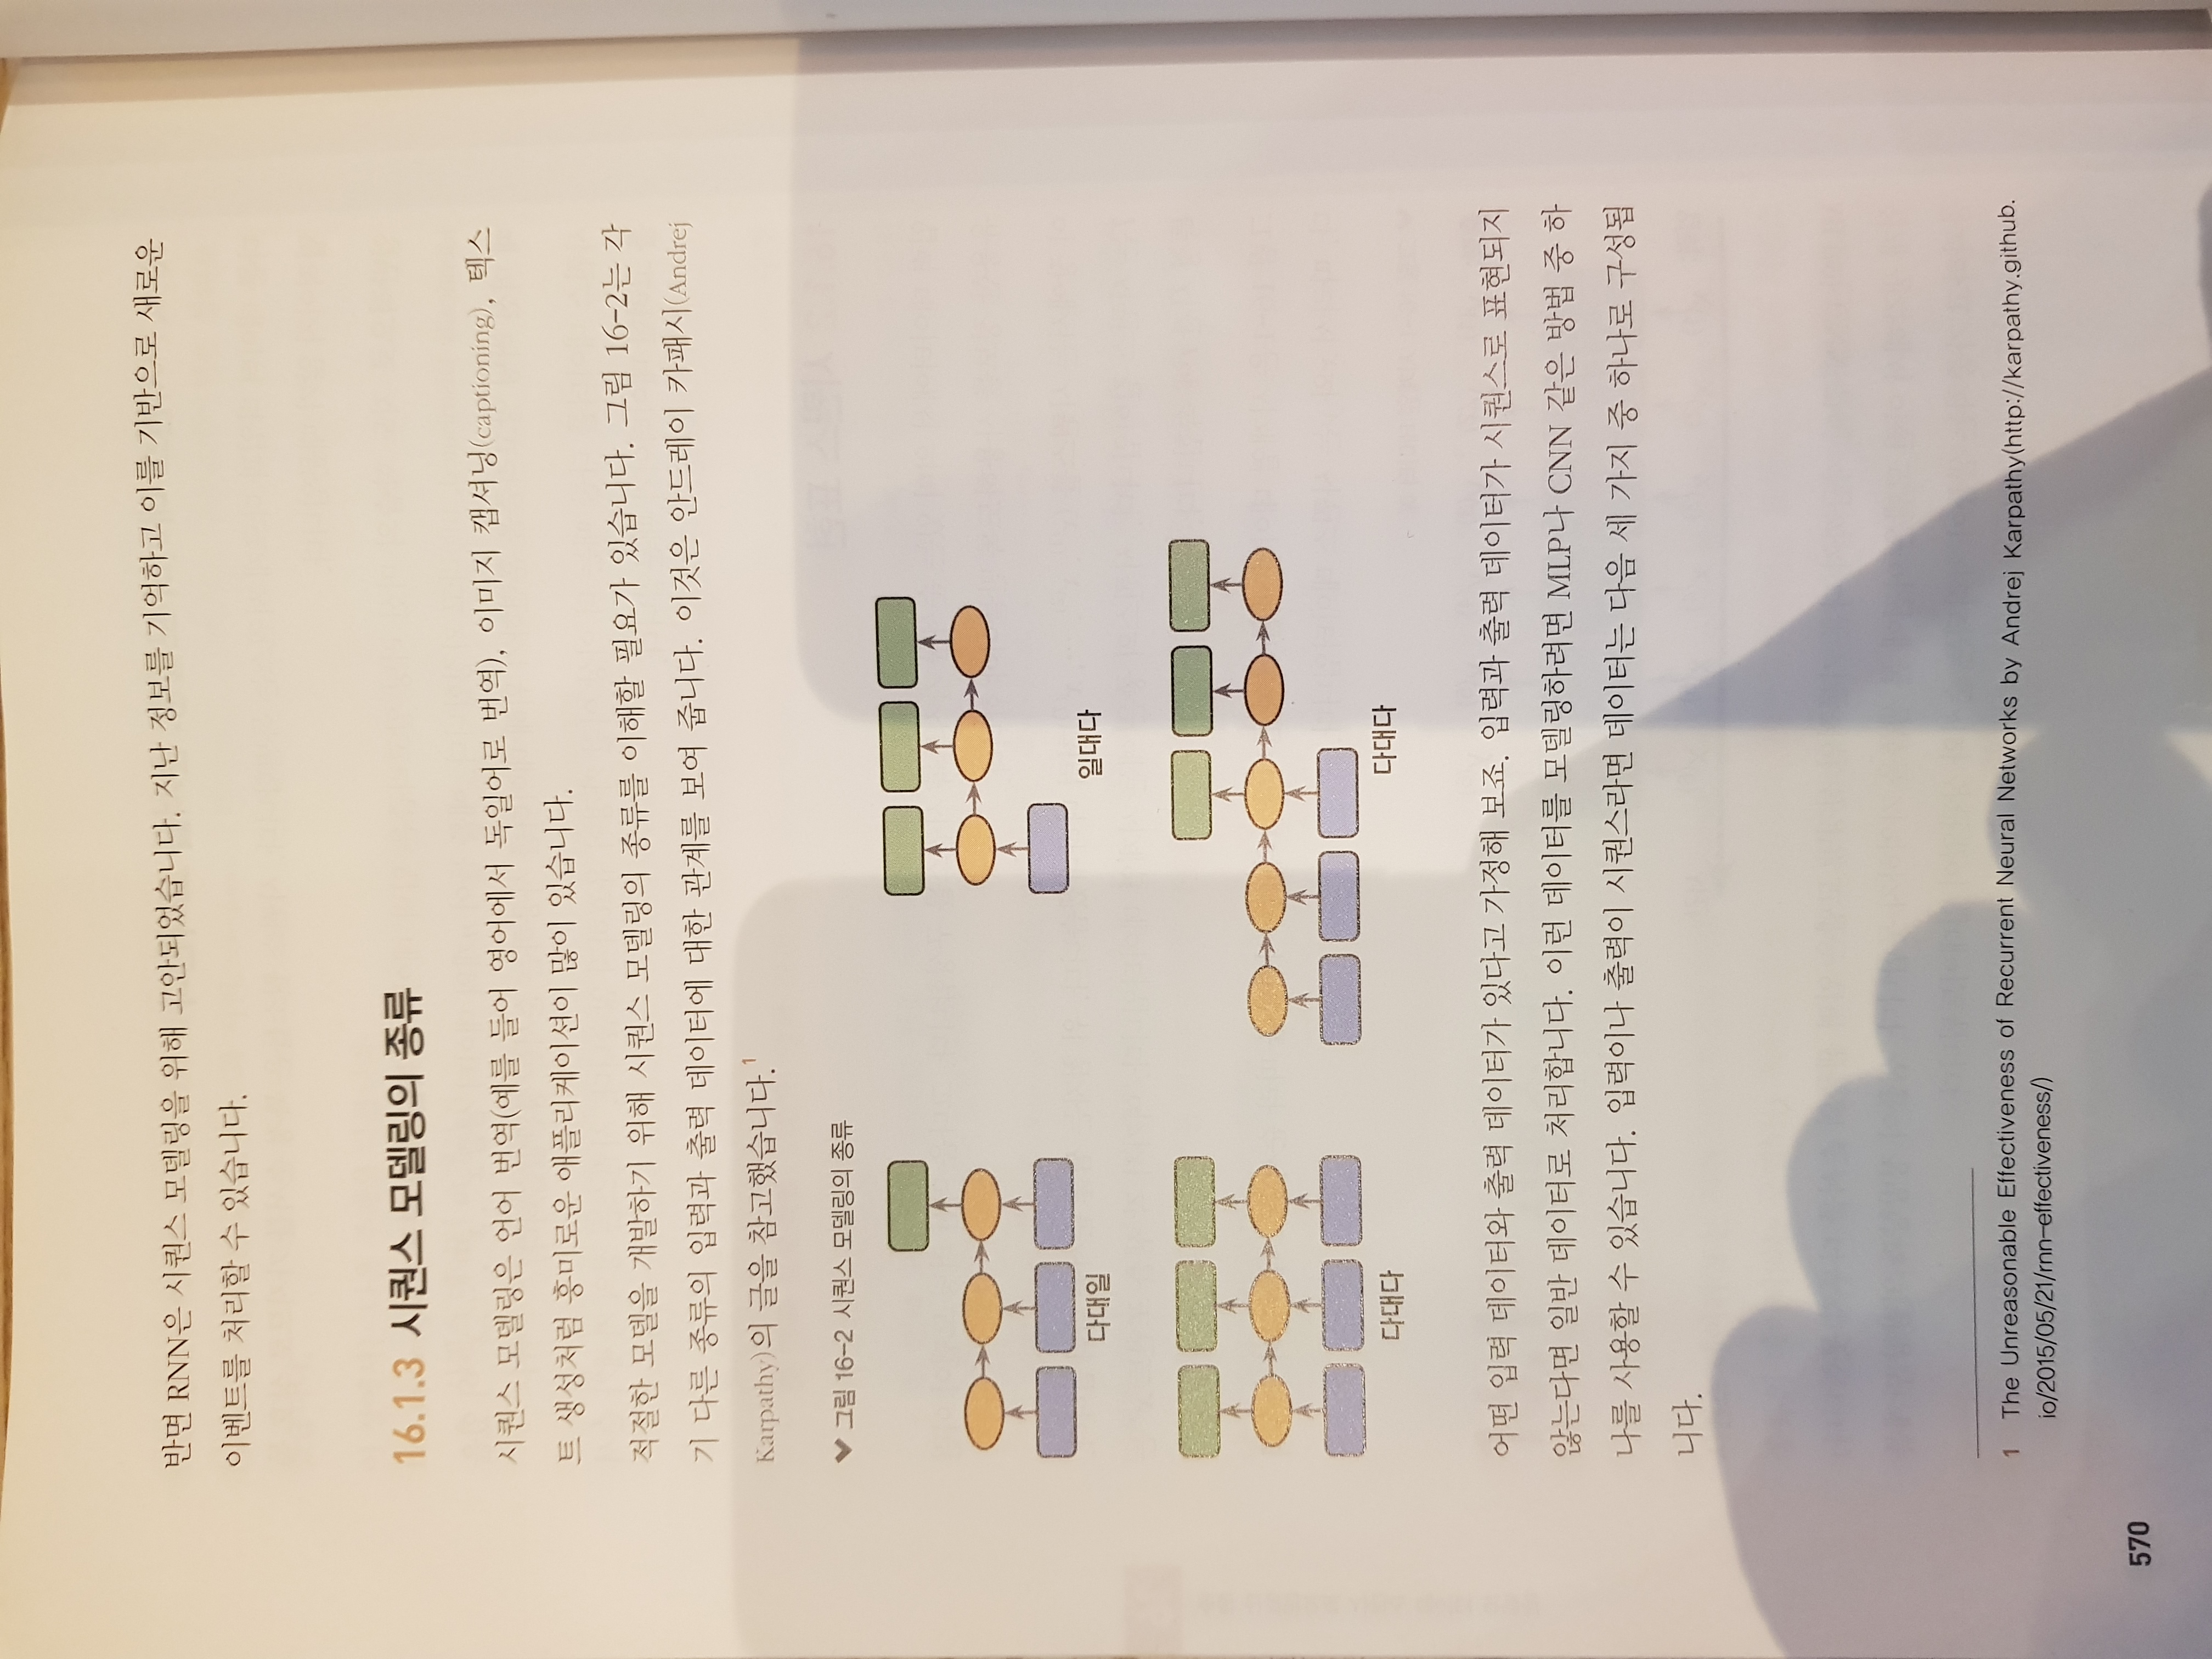 반면 RNN은 시퀀스 모델링을 위해 고안되었습니다. 지난 정보를 기억하고 이를 기반으로 새로운
이벤트를 처리할 수 있습니다.
16.1.3 시퀀스 모델링의 종류
시퀀스 모델링은 언어 번역(예를 들어 영어에서 독일어로 번역), 이미지 캡셔닝(captioning), 텍스
트 생성처럼 흥미로운 애플리케이션이 많이 있습니다.
적절한 모델을 개발하기 위해 시퀀스 모델링의 종류를 이해할 필요가 있습니다. 그림 16-2는 각
기 다른 종류의 입력과 출력 데이터에 대한 관계를 보여 줍니다. 이것은 안드레이 카패시(Andrej
Karpathy)의 글을 참고했습니다.1
그림 16-2 시퀀스 모델링의 종류
다대일
일대다
다대다
다대다
어떤 입력 데이터와 출력 데이터가 있다고 가정해 보죠. 입력과 출력 데이터가 시퀀스로 표현되지
않는다면 일반 데이터로 처리합니다. 이런 데이터를 모델링하려면 MLP나 CNN 같은 방법 중 하
나를 사용할 수 있습니다. 입력이나 출력이 시퀀스라면 데이터는 다음 세 가지 중 하나로 구성됩
니다.
1 The Unreasonable Effectiveness of Recurrent Neural Networks by Andrej Karpathy(http://karpathy.github.
io/2015/05/21/rnn-effectiveness/)
570